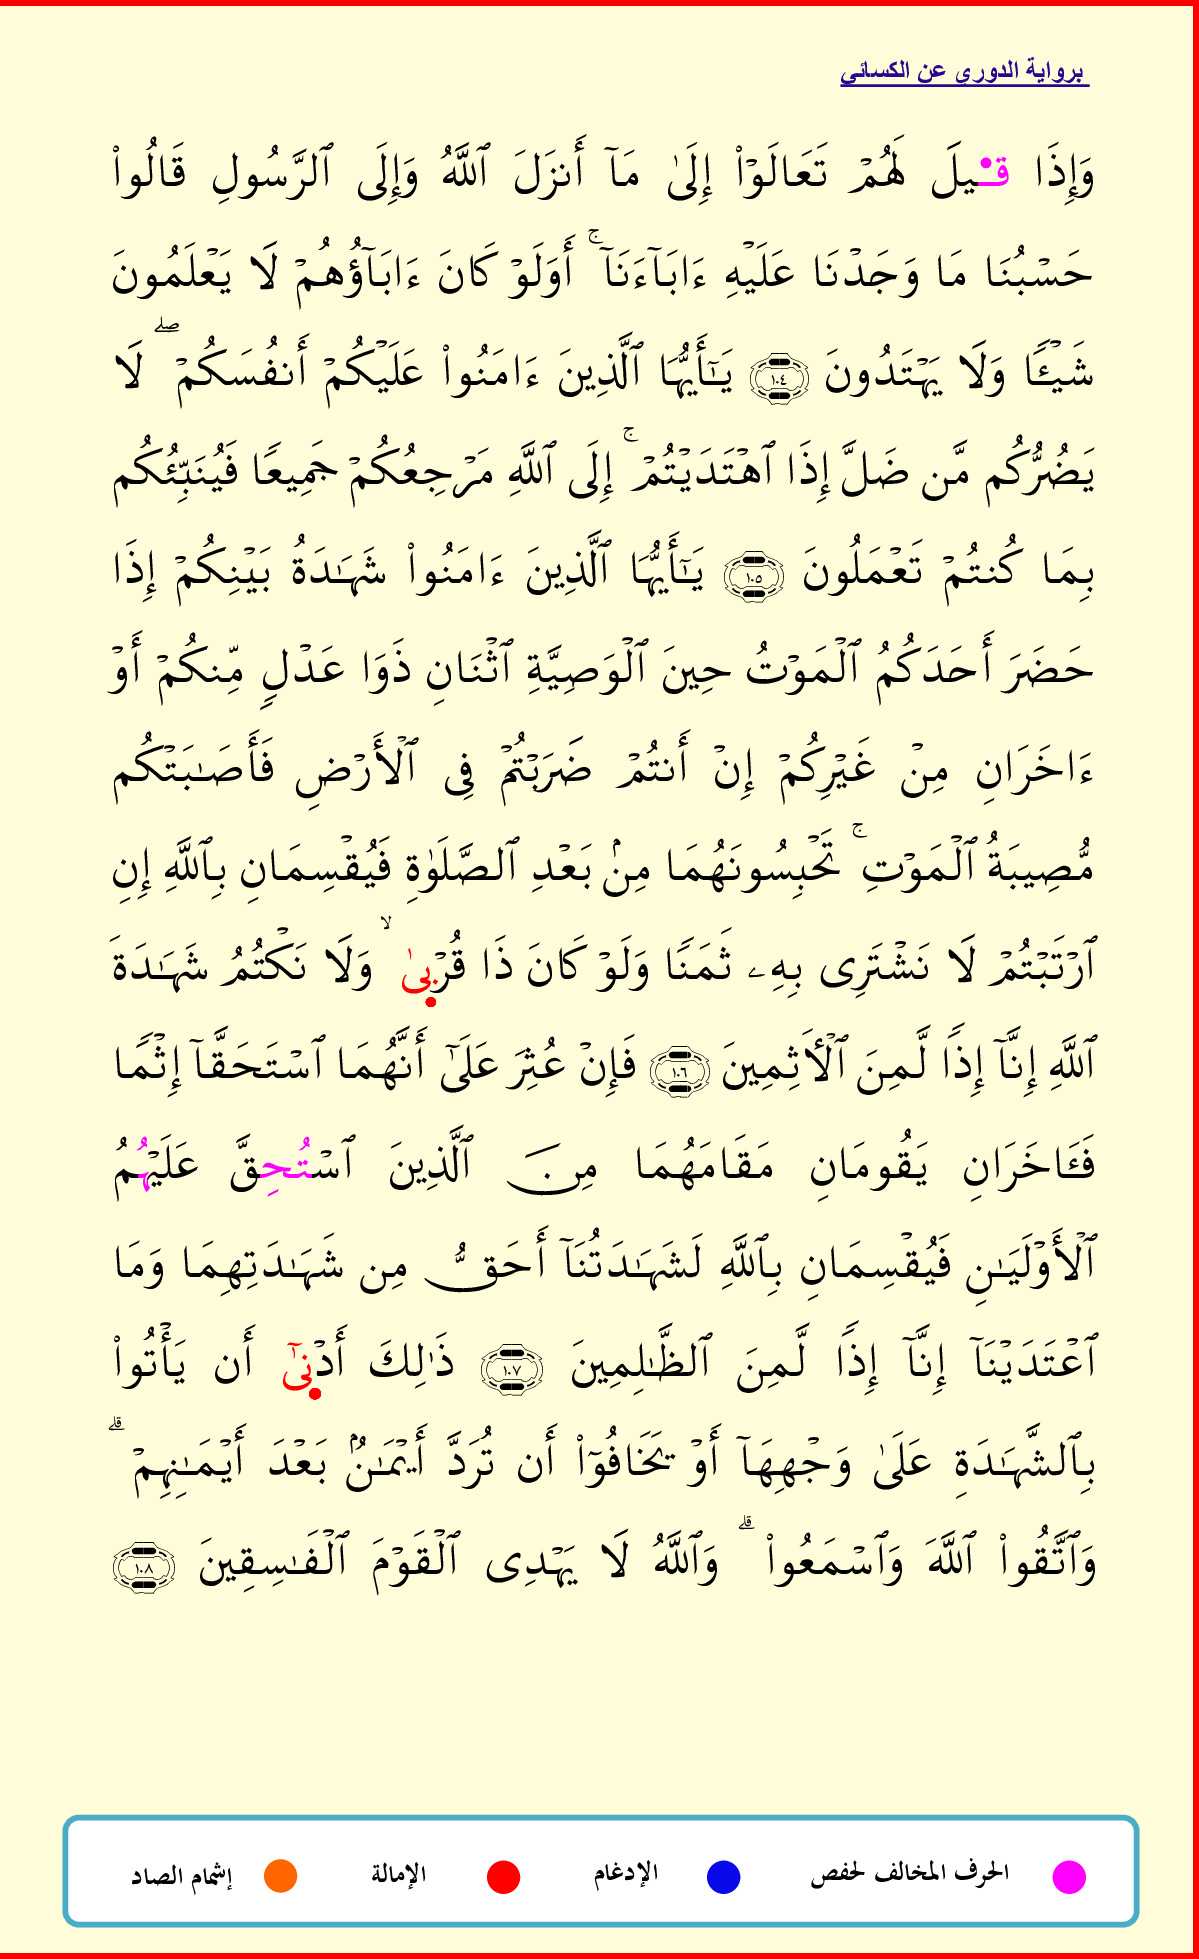 برواية الدوري عن الكسائي
وَإِذَا قِيلَ لَهُمۡ تَعَالَوۡاْ إِلَىٰ مَآ أَنزَلَ ٱللَّهُ وَإِلَى ٱلرَّسُولِ قَالُواْ
حَسۡبُنَا مَا وَجَدۡنَا عَلَيۡهِ ءَابَآءَنَآۚ أَوَلَوۡ كَانَ ءَابَآؤُهُمۡ لَا يَعۡلَمُونَ
شَيۡـٔٗا وَلَا يَهۡتَدُونَ ١٠٤ يَـٰٓأَيُّهَا ٱلَّذِينَ ءَامَنُواْ عَلَيۡكُمۡ أَنفُسَكُمۡۖ لَا
يَضُرُّكُم مَّن ضَلَّ إِذَا ٱهۡتَدَيۡتُمۡۚ إِلَى ٱللَّهِ مَرۡجِعُكُمۡ جَمِيعٗا فَيُنَبِّئُكُم
بِمَا كُنتُمۡ تَعۡمَلُونَ ١٠٥ يَـٰٓأَيُّهَا ٱلَّذِينَ ءَامَنُواْ شَهَـٰدَةُ بَيۡنِكُمۡ إِذَا
حَضَرَ أَحَدَكُمُ ٱلۡمَوۡتُ حِينَ ٱلۡوَصِيَّةِ ٱثۡنَانِ ذَوَا عَدۡلٖ مِّنكُمۡ أَوۡ
ءَاخَرَانِ مِنۡ غَيۡرِكُمۡ إِنۡ أَنتُمۡ ضَرَبۡتُمۡ فِى ٱلۡأَرۡضِ فَأَصَـٰبَتۡكُم
مُّصِيبَةُ ٱلۡمَوۡتِۚ تَحۡبِسُونَهُمَا مِنۢ بَعۡدِ ٱلصَّلَوٰةِ فَيُقۡسِمَانِ بِٱللَّهِ إِنِ
ٱرۡتَبۡتُمۡ لَا نَشۡتَرِى بِهِۦ ثَمَنٗا وَلَوۡ كَانَ ذَا قُرۡبىٰۙ وَلَا نَكۡتُمُ شَهَـٰدَةَ
ٱللَّهِ إِنَّآ إِذٗا لَّمِنَ ٱلۡأٓثِمِينَ ١٠٦ فَإِنۡ عُثِرَ عَلَىٰٓ أَنَّهُمَا ٱسۡتَحَقَّآ إِثۡمٗا
فَـَٔاخَرَانِ يَقُومَانِ مَقَامَهُمَا مِنَ ٱلَّذِينَ ٱسۡتُحِقَّ عَلَيۡهُمُ
ٱلۡأَوۡلَيَـٰنِ فَيُقۡسِمَانِ بِٱللَّهِ لَشَهَـٰدَتُنَآ أَحَقُّ مِن شَهَـٰدَتِهِمَا وَمَا
ٱعۡتَدَيۡنَآ إِنَّآ إِذٗا لَّمِنَ ٱلظَّـٰلِمِينَ ١٠٧ ذَٰلِكَ أَدۡنىٰٓ أَن يَأۡتُواْ
بِٱلشَّهَـٰدَةِ عَلَىٰ وَجۡهِهَآ أَوۡ يَخَافُوٓاْ أَن تُرَدَّ أَيۡمَـٰنُۢ بَعۡدَ أَيۡمَـٰنِهِمۡۗ
وَٱتَّقُواْ ٱللَّهَ وَٱسۡمَعُواْۗ وَٱللَّهُ لَا يَهۡدِى ٱلۡقَوۡمَ ٱلۡفَـٰسِقِينَ ١٠٨
الحرف المخالف لحفص الإدغام الإمالة إشمام الصاد